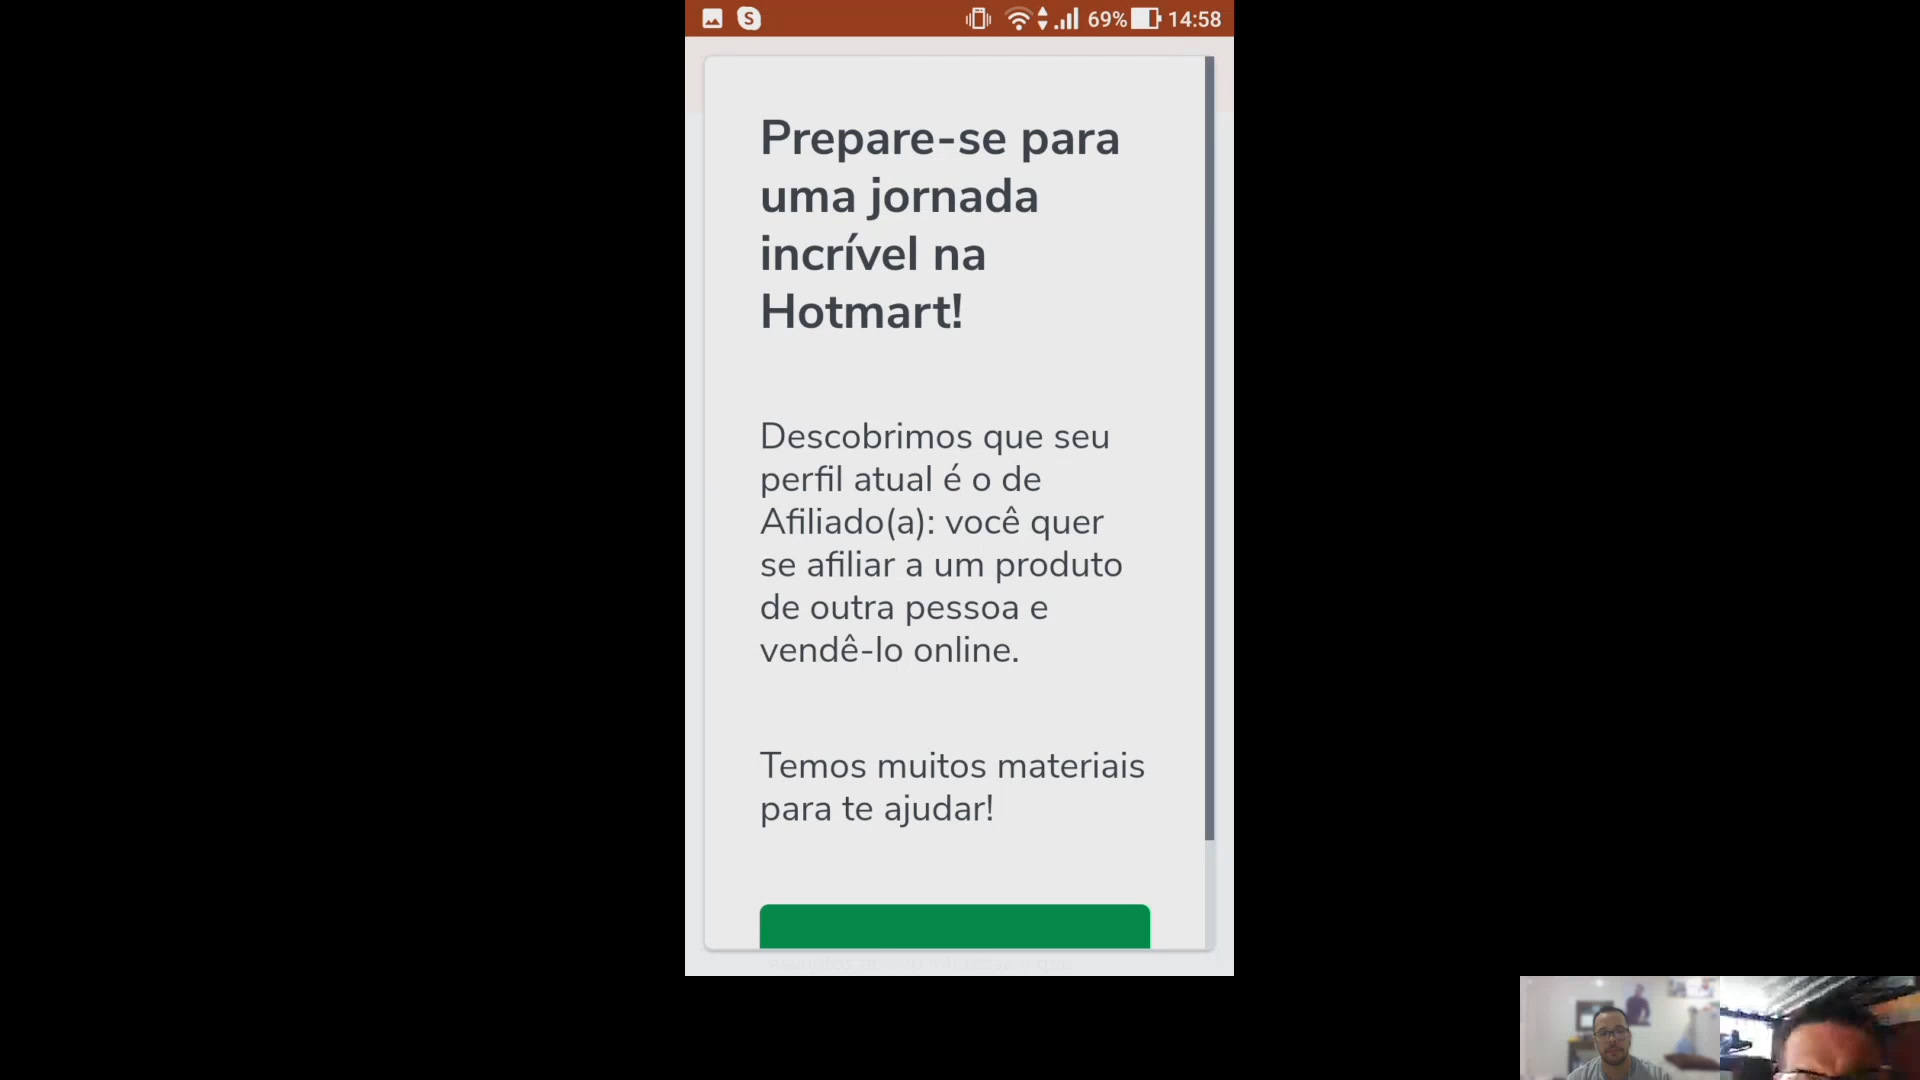 S 69% 14:58
Prepare-se para
uma jornada
incrível na
Hotmart!
Descobrimos que seu
perfil atual é o de
Afiliado(a): você quer
se afiliar a um produto
de outra pessoa e
vendê-lo online.
Temos muitos materiais
para te ajudar!